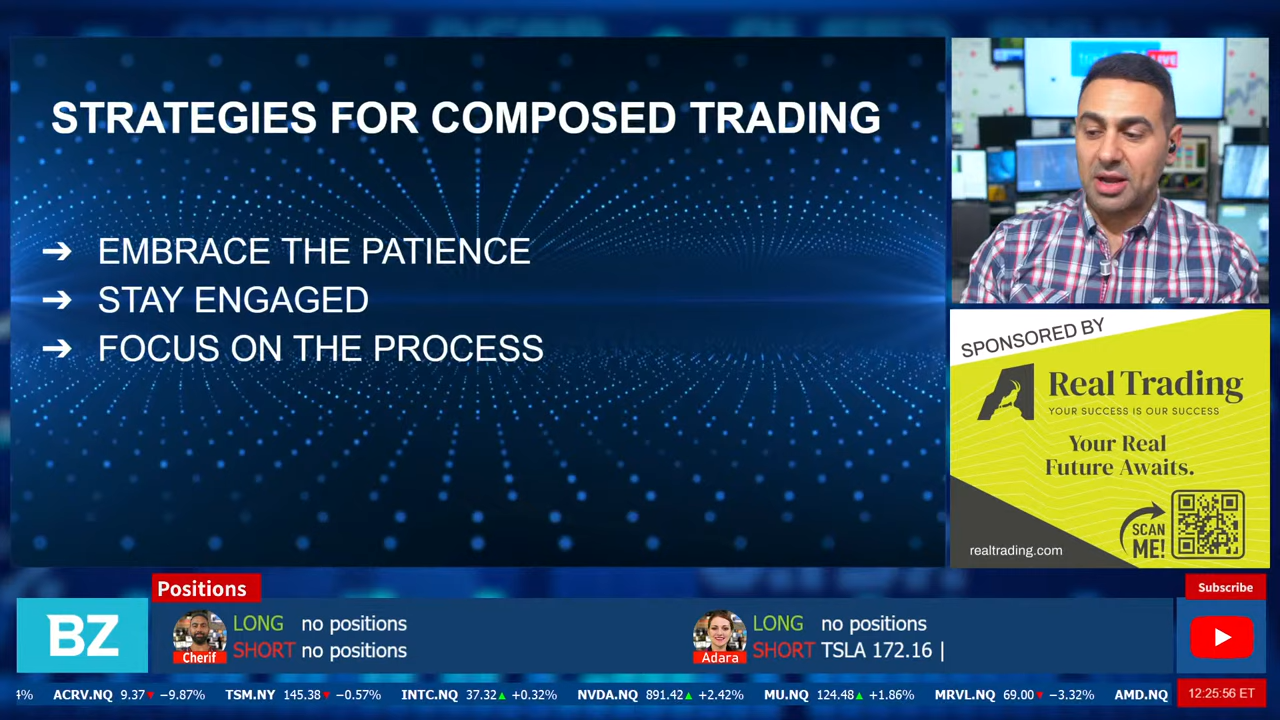 STRATEGIES FOR COMPOSED TRADING
➔ EMBRACE THE PATIENCE
➔ STAY ENGAGED
➔ FOCUS ON THE PROCESS
LIVE
SPONSORED BY
Real Trading
YOUR SUCCESS IS OUR SUCCESS
Your Real
Future Awaits.
SCAN
ME!
realtrading.com
Positions
Subscribe
BZ
LONG no positions
SHORT no positions
Cherif
LONG no positions
SHORT TSLA 172.16 |
Adara
4% ACRV.NQ 9.37▼ −9.87% TSM.NY 145.38▼ −0.57% INTC.NQ 37.32▲ +0.32% NVDA.NQ 891.42▲ +2.42% MU.NQ 124.48▲ +1.86% MRVL.NQ 69.00▼ −3.32% AMD.NQ
12:25:56 ET